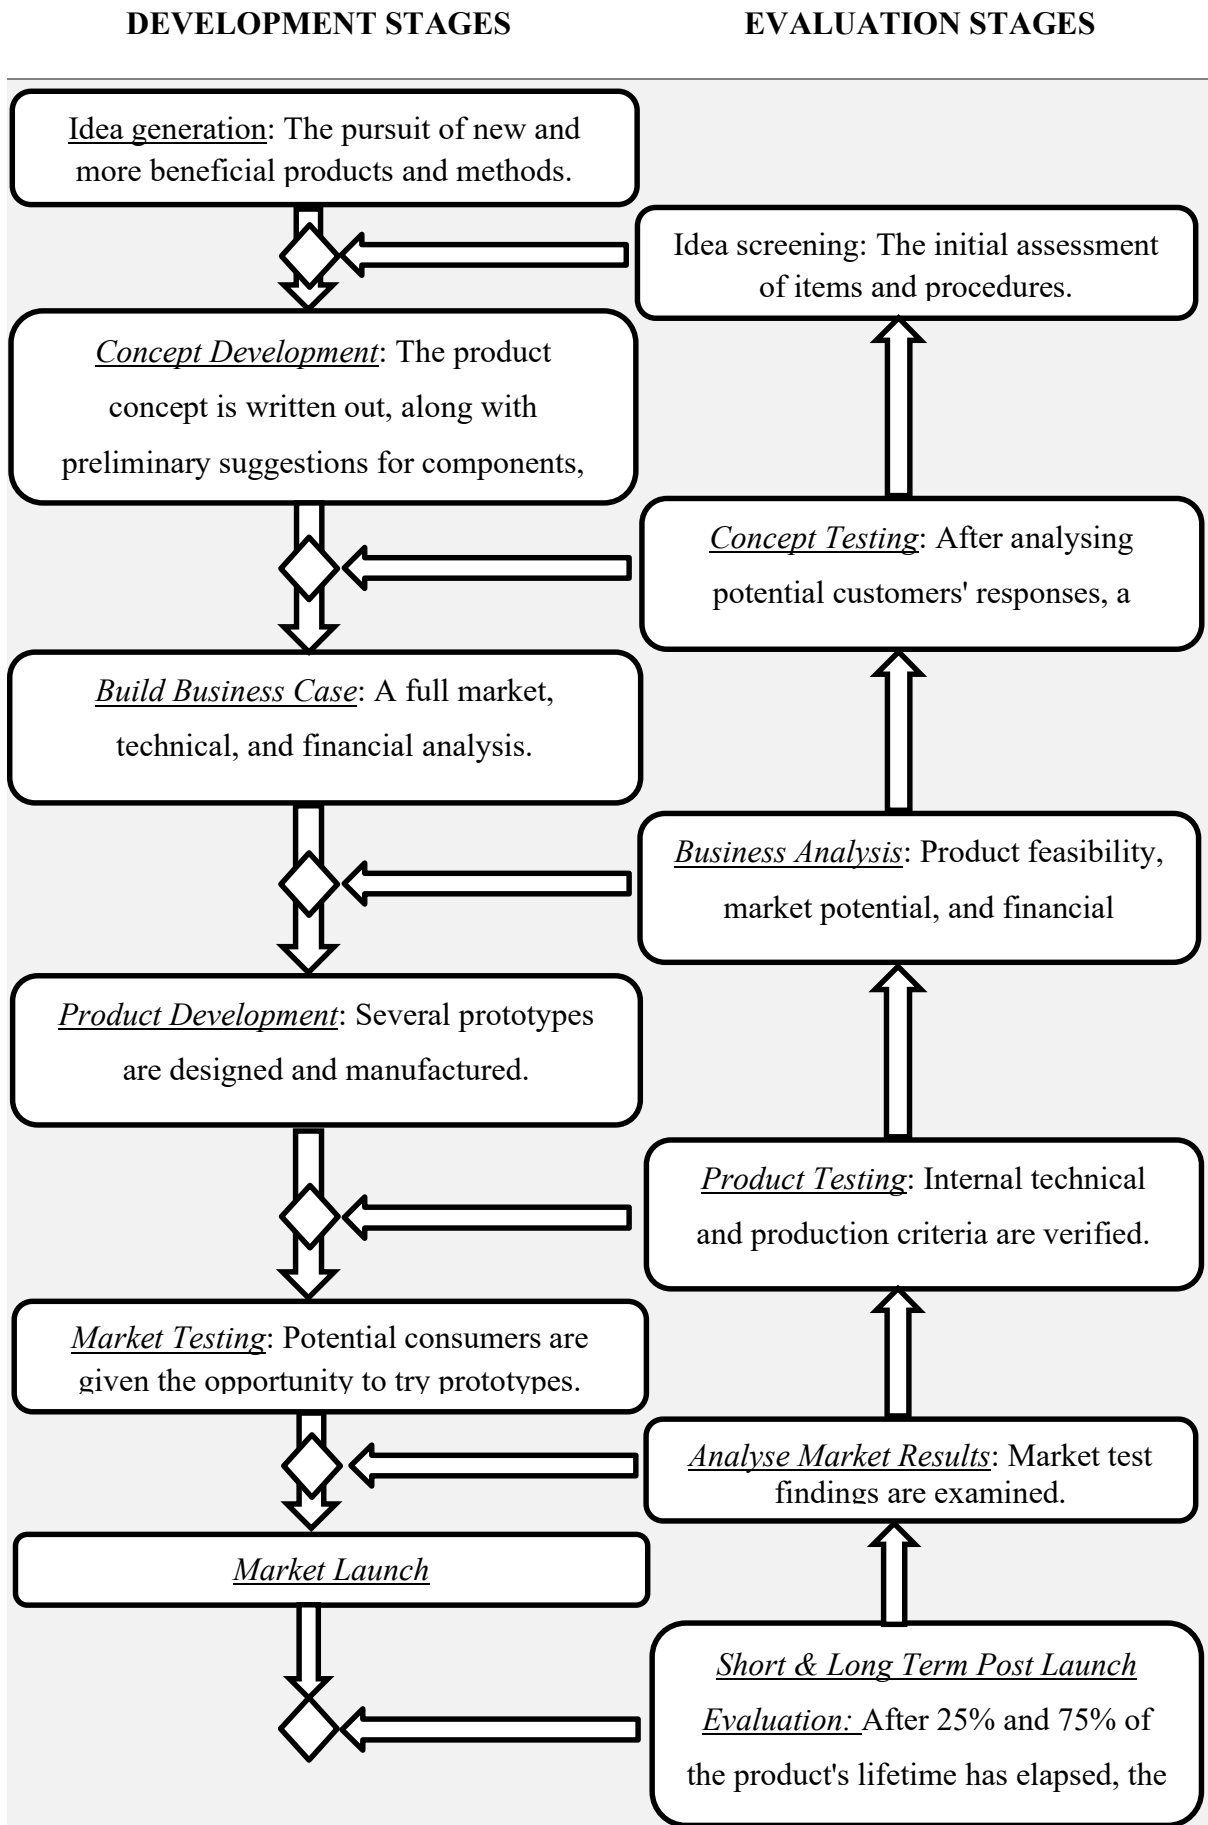 DEVELOPMENT STAGES
EVALUATION STAGES
Idea generation: The pursuit of new and
more beneficial products and methods.
Idea screening: The initial assessment
of items and procedures.
Concept Development: The product
concept is written out, along with
preliminary suggestions for components,
Concept Testing: After analysing
potential customers' responses, a
Build Business Case: A full market,
technical, and financial analysis.
Business Analysis: Product feasibility,
market potential, and financial
Product Development: Several prototypes
are designed and manufactured.
Product Testing: Internal technical
and production criteria are verified.
Market Testing: Potential consumers are
given the opportunity to try prototypes.
Analyse Market Results: Market test
findings are examined.
Market Launch
Short & Long Term Post Launch
Evaluation: After 25% and 75% of
the product's lifetime has elapsed, the